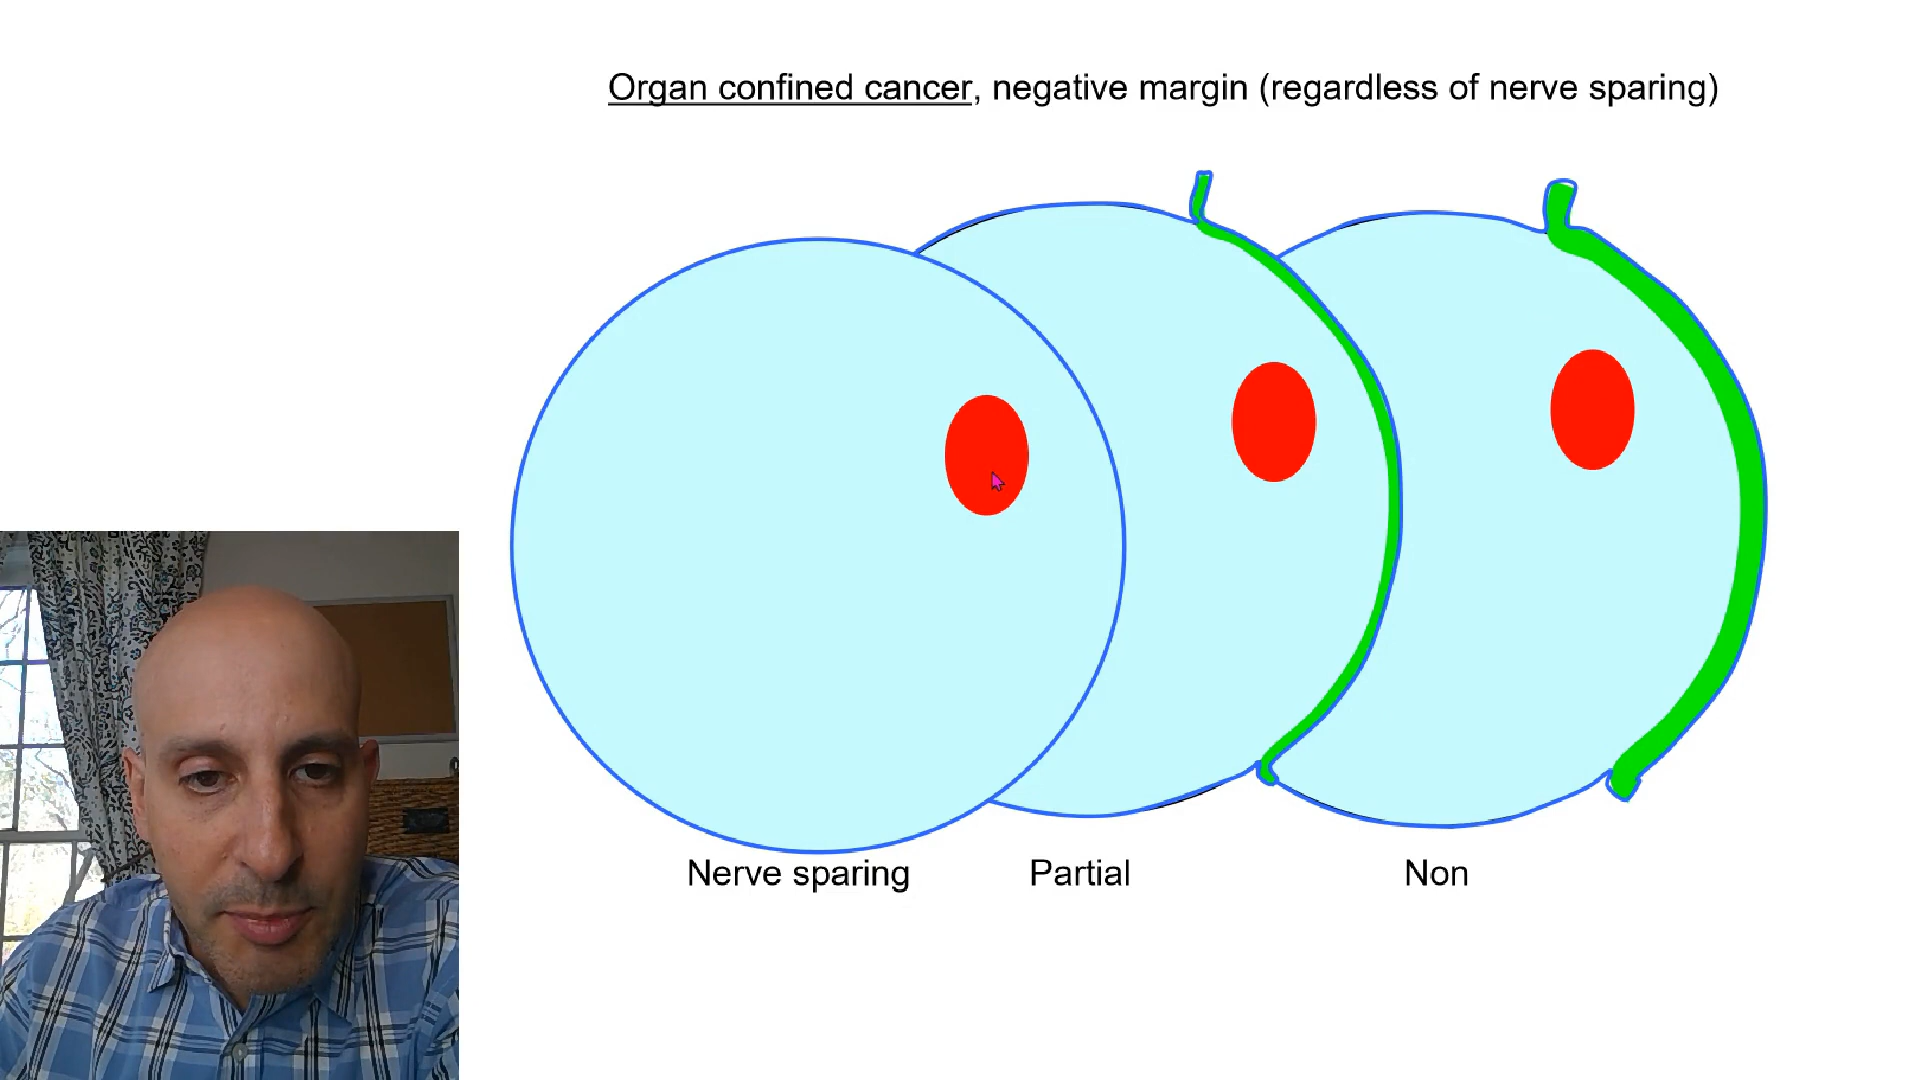 Organ confined cancer, negative margin (regardless of nerve sparing)
Nerve sparing
Partial
Non